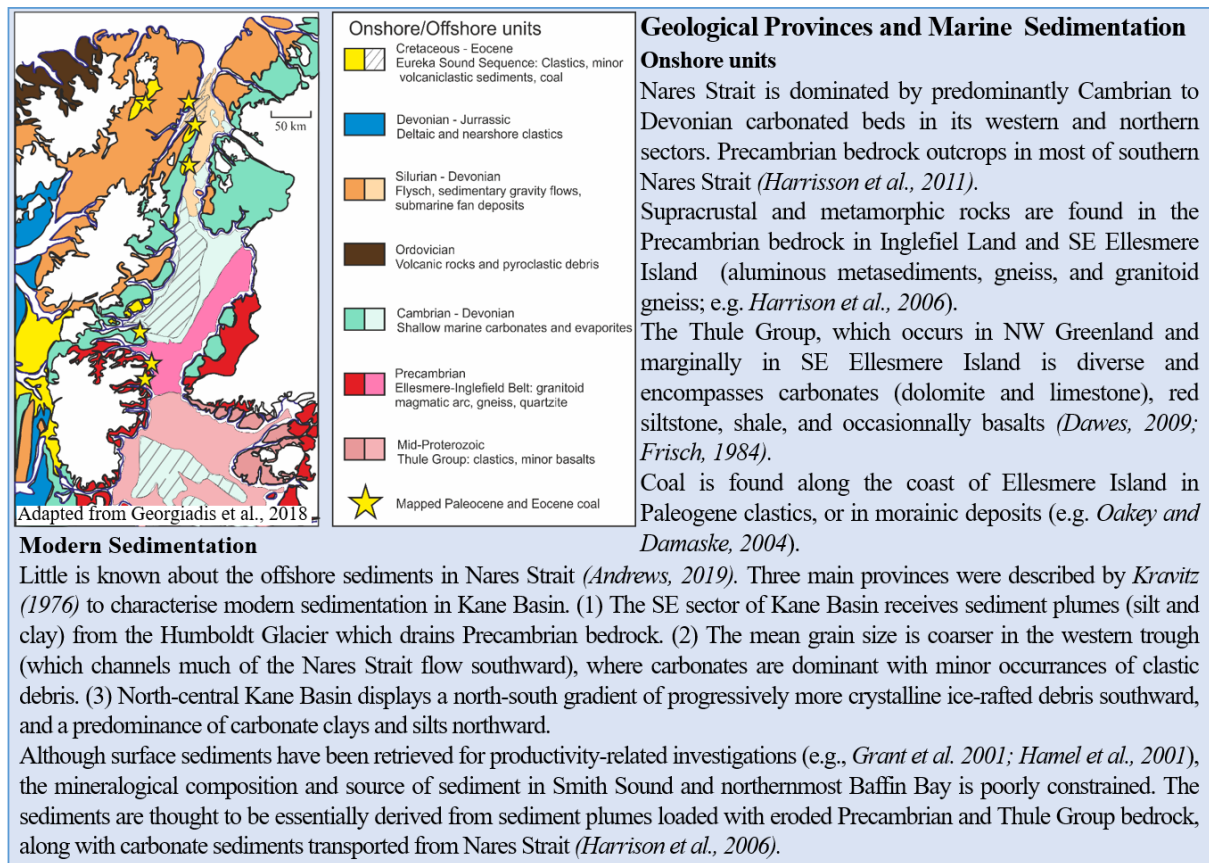 Onshore/Offshore units
Cretaceous - Eocene
Eureka Sound Sequence: Clastics, minor
volcaniclastic sediments, coal
Devonian - Jurrassic
Deltaic and nearshore clastics
Silurian - Devonian
Flysch, sedimentary gravity flows,
submarine fan deposits
Ordovician
Volcanic rocks and pyroclastic debris
Cambrian - Devonian
Shallow marine carbonates and evaporites
Precambrian
Ellesmere-Inglefield Belt: granitoid
magmatic arc, gneiss, quartzite
Mid-Proterozoic
Thule Group: clastics, minor basalts
Mapped Paleocene and Eocene coal
50 km
Adapted from Georgiadis et al., 2018
Geological Provinces and Marine Sedimentation
Onshore units
Nares Strait is dominated by predominantly Cambrian to
Devonian carbonated beds in its western and northern
sectors. Precambrian bedrock outcrops in most of southern
Nares Strait (Harrisson et al., 2011).
Supracrustal and metamorphic rocks are found in the
Precambrian bedrock in Inglefiel Land and SE Ellesmere
Island (aluminous metasediments, gneiss, and granitoid
gneiss; e.g. Harrison et al., 2006).
The Thule Group, which occurs in NW Greenland and
marginally in SE Ellesmere Island is diverse and
encompasses carbonates (dolomite and limestone), red
siltstone, shale, and occasionnally basalts (Dawes, 2009;
Frisch, 1984).
Coal is found along the coast of Ellesmere Island in
Paleogene clastics, or in morainic deposits (e.g. Oakey and
Damaske, 2004).
Modern Sedimentation
Little is known about the offshore sediments in Nares Strait (Andrews, 2019). Three main provinces were described by Kravitz
(1976) to characterise modern sedimentation in Kane Basin. (1) The SE sector of Kane Basin receives sediment plumes (silt and
clay) from the Humboldt Glacier which drains Precambrian bedrock. (2) The mean grain size is coarser in the western trough
(which channels much of the Nares Strait flow southward), where carbonates are dominant with minor occurrances of clastic
debris. (3) North-central Kane Basin displays a north-south gradient of progressively more crystalline ice-rafted debris southward,
and a predominance of carbonate clays and silts northward.
Although surface sediments have been retrieved for productivity-related investigations (e.g., Grant et al. 2001; Hamel et al., 2001),
the mineralogical composition and source of sediment in Smith Sound and northernmost Baffin Bay is poorly constrained. The
sediments are thought to be essentially derived from sediment plumes loaded with eroded Precambrian and Thule Group bedrock,
along with carbonate sediments transported from Nares Strait (Harrison et al., 2006).